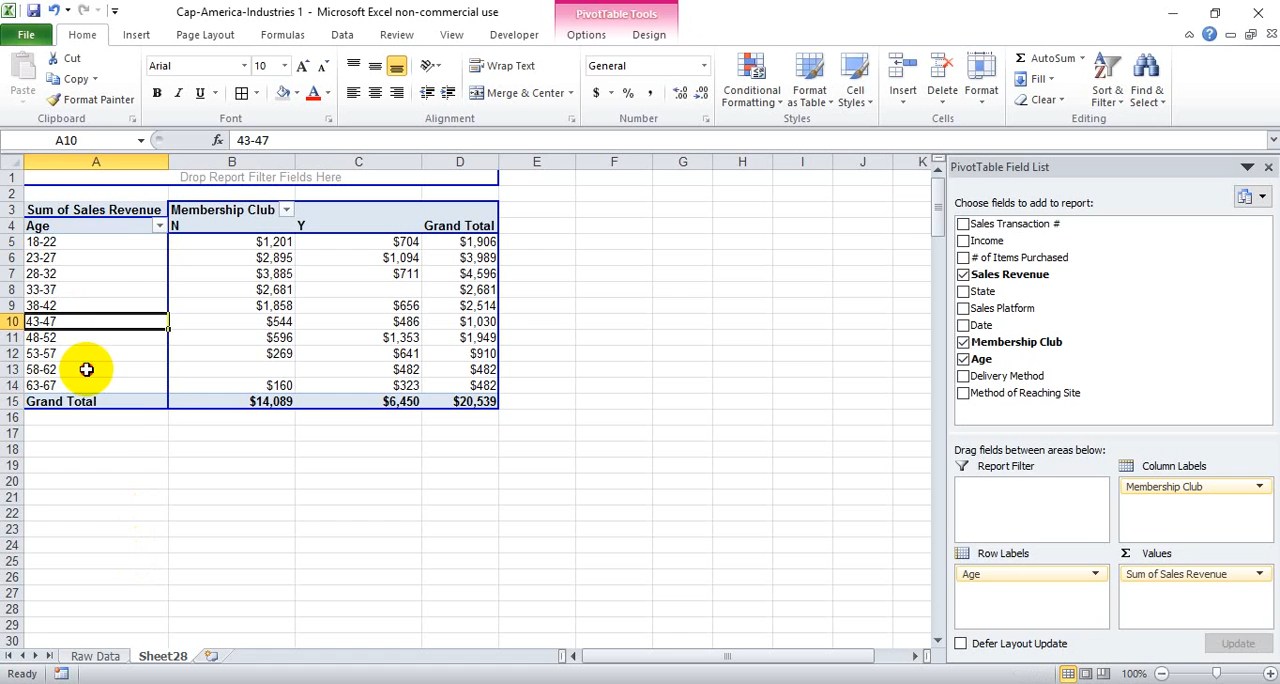 Cap-America-Industries 1 - Microsoft Excel non-commercial use
PivotTable Tools
File Home Insert Page Layout Formulas Data Review View Developer Options Design
Paste
Cut
Copy
Format Painter
Clipboard
Arial 10
B I U
Font
Wrap Text
Merge & Center
Alignment
General
$ % ,
Number
Conditional Formatting
Format as Table
Cell Styles
Styles
Insert Delete Format
Cells
Σ AutoSum
Fill
Clear
Sort & Filter
Find & Select
Editing
A10 fx 43-47
A B C D E F G H I J K
1 Drop Report Filter Fields Here
2
3 Sum of Sales Revenue Membership Club
4 Age N Y Grand Total
5 18-22 $1,201 $704 $1,906
6 23-27 $2,895 $1,094 $3,989
7 28-32 $3,885 $711 $4,596
8 33-37 $2,681 $2,681
9 38-42 $1,858 $656 $2,514
10 43-47 $544 $486 $1,030
11 48-52 $596 $1,353 $1,949
12 53-57 $269 $641 $910
13 58-62 $482 $482
14 63-67 $160 $323 $482
15 Grand Total $14,089 $6,450 $20,539
16
17
18
19
20
21
22
23
24
25
26
27
28
29
30
PivotTable Field List
Choose fields to add to report:
Sales Transaction #
Income
# of Items Purchased
Sales Revenue
State
Sales Platform
Date
Membership Club
Age
Delivery Method
Method of Reaching Site
Drag fields between areas below:
Report Filter Column Labels
Membership Club
Row Labels Σ Values
Age Sum of Sales Revenue
Defer Layout Update Update
Raw Data Sheet28
Ready 100%